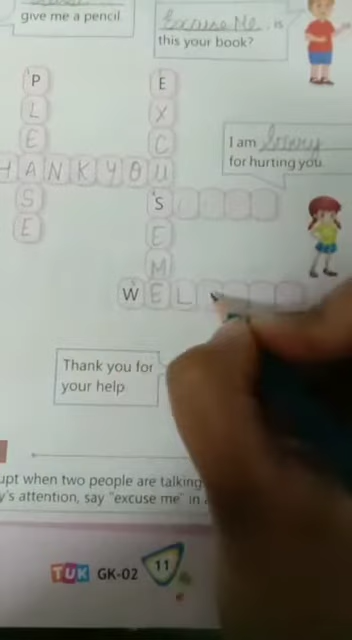 give me a pencil
Excuse Me, is
this your book?
P
L
E
A
S
E
E
X
C
U
S
E
M
E
I am Sorry
for hurting you
HANKYOU
WEL
Thank you for
your help
upt when two people are talking
y's attention, say "excuse me" in
TUK GK-02 11